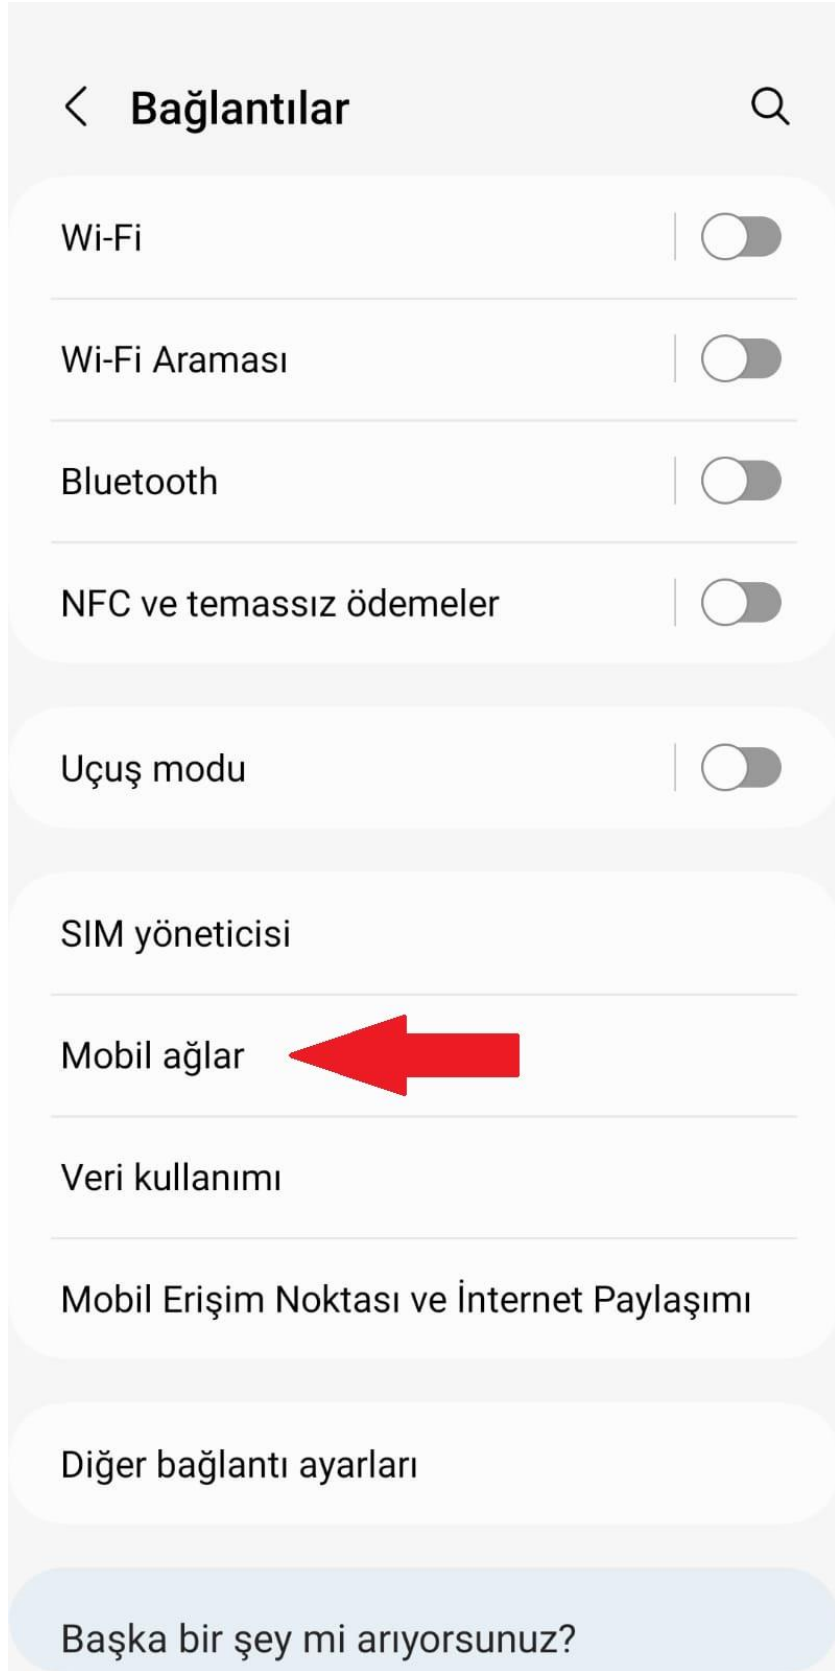 Bağlantılar
Wi-Fi
Wi-Fi Araması
Bluetooth
NFC ve temassız ödemeler
Uçuş modu
SIM yöneticisi
Mobil ağlar
Veri kullanımı
Mobil Erişim Noktası ve İnternet Paylaşımı
Diğer bağlantı ayarları
Başka bir şey mi arıyorsunuz?